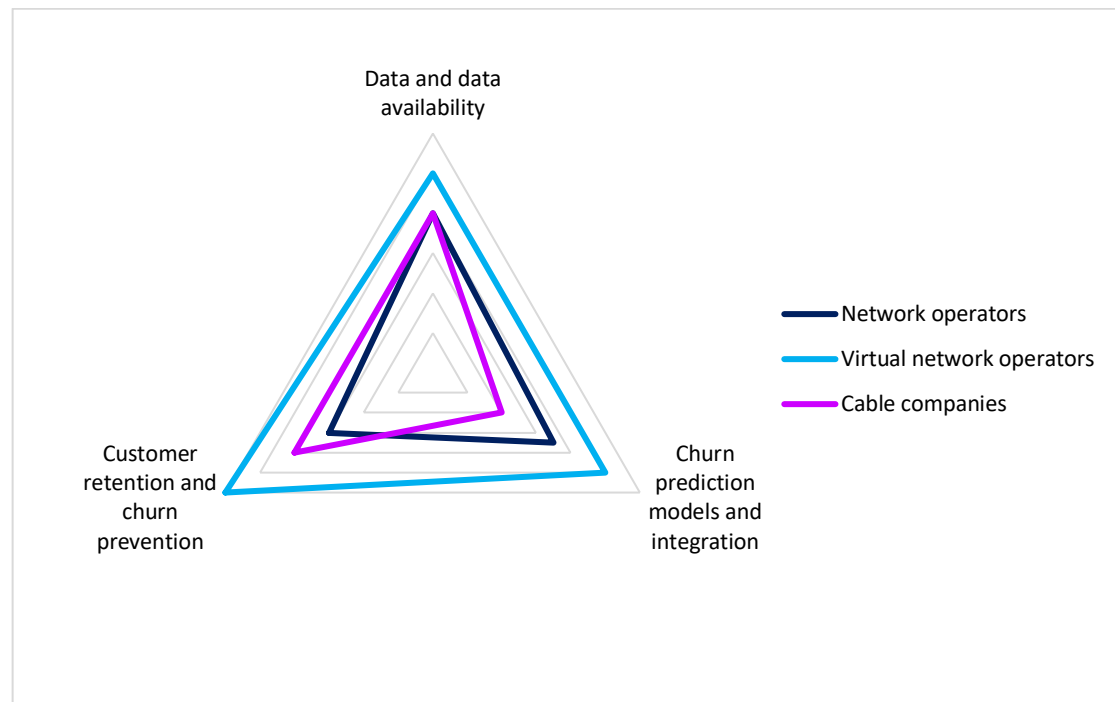 Data and data
availability
Network operators
Virtual network operators
Cable companies
Customer
retention and
churn
prevention
Churn
prediction
models and
integration